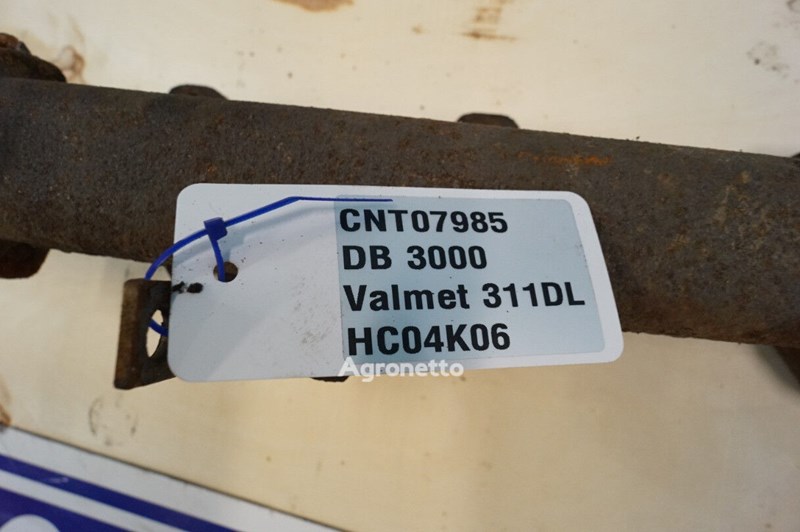 CNT07985
DB 3000
Valmet 311DL
HC04K06
Agronetto